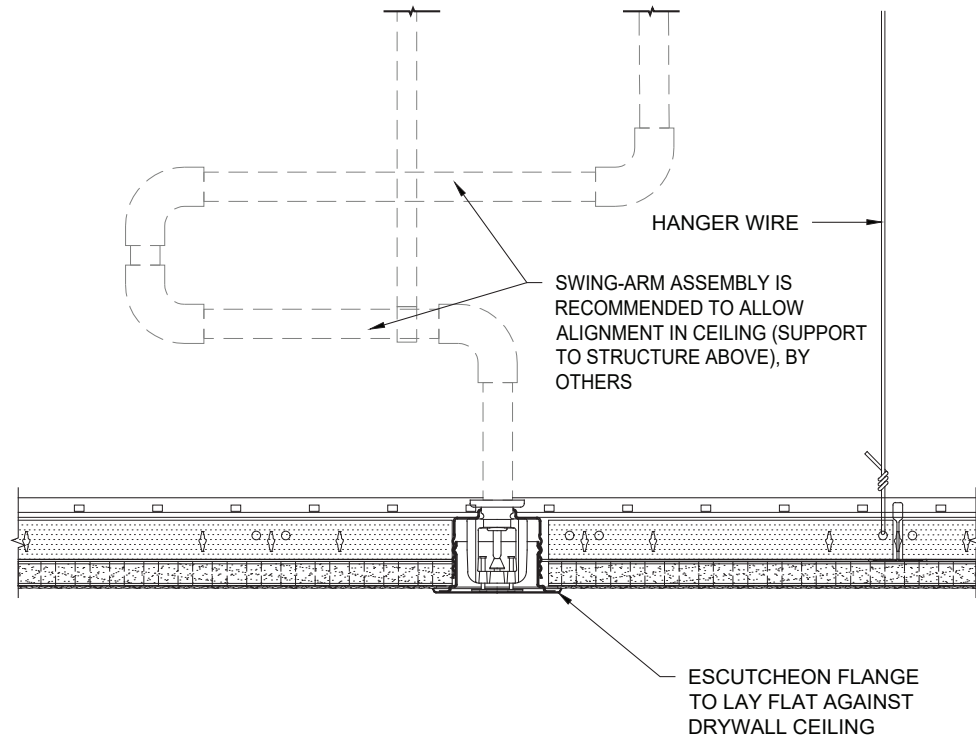 HANGER WIRE
SWING-ARM ASSEMBLY IS
RECOMMENDED TO ALLOW
ALIGNMENT IN CEILING (SUPPORT
TO STRUCTURE ABOVE), BY
OTHERS
ESCUTCHEON FLANGE
TO LAY FLAT AGAINST
DRYWALL CEILING